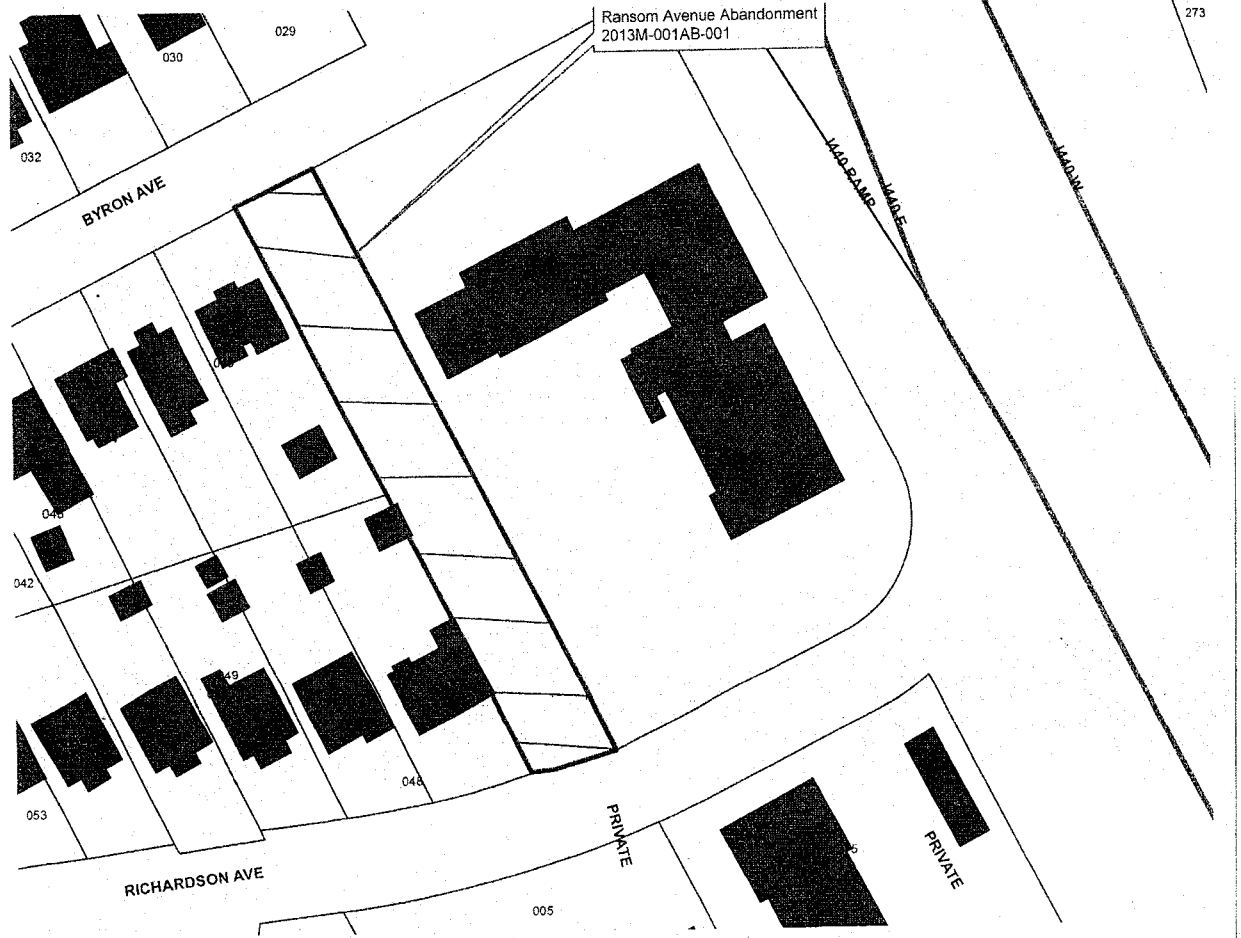 Ransom Avenue Abandonment
2013M-001AB-001
273
029
030
032
BYRON AVE
I440 RAMP
I440-E
I440-W
042
49
048
053
PRIVATE
PRIVATE
RICHARDSON AVE
005